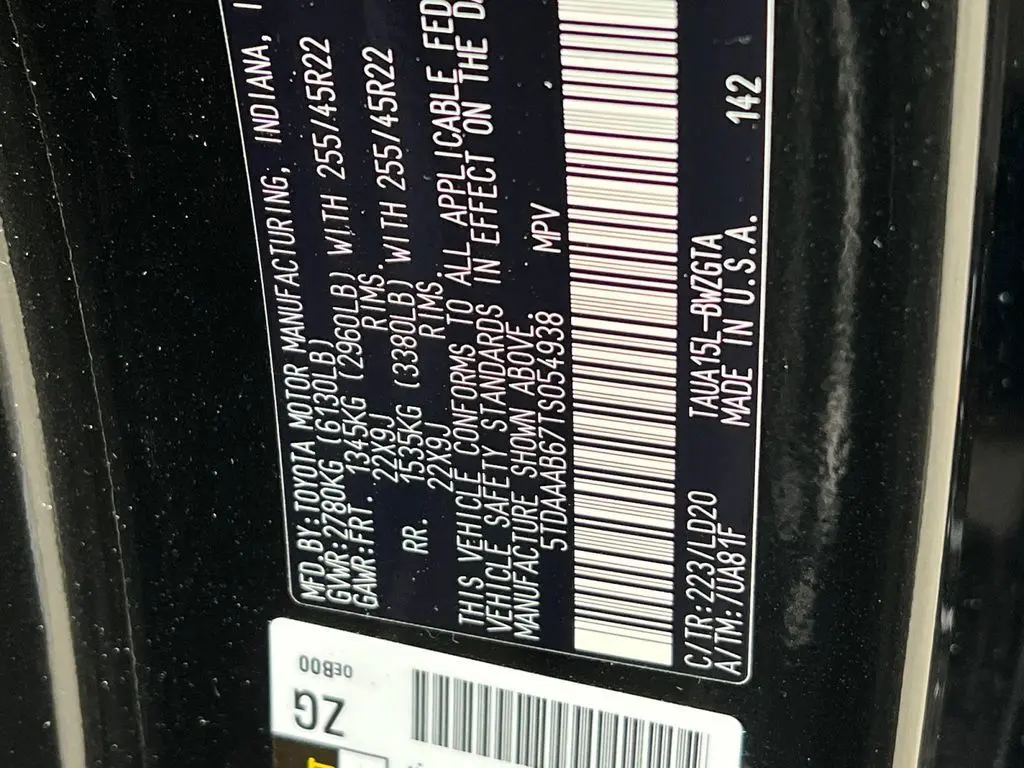 MFD.BY:TOYOTA MOTOR MANUFACTURING, INDIANA, I
GVWR:2780KG (6130LB)
GAWR:FRT. 1345KG (2960LB) WITH 255/45R22
22X9J RIMS.
RR. 1535KG (3380LB) WITH 255/45R22
22X9J RIMS.
THIS VEHICLE CONFORMS TO ALL APPLICABLE FED
VEHICLE SAFETY STANDARDS IN EFFECT ON THE DA
MANUFACTURE SHOWN ABOVE.
5TDAAAB67TS054938 MPV
C/TR:223/LD20 TAUA15L-BWZGTA 142
A/TM:/UA81F MADE IN U.S.A.
0EB00
ZG